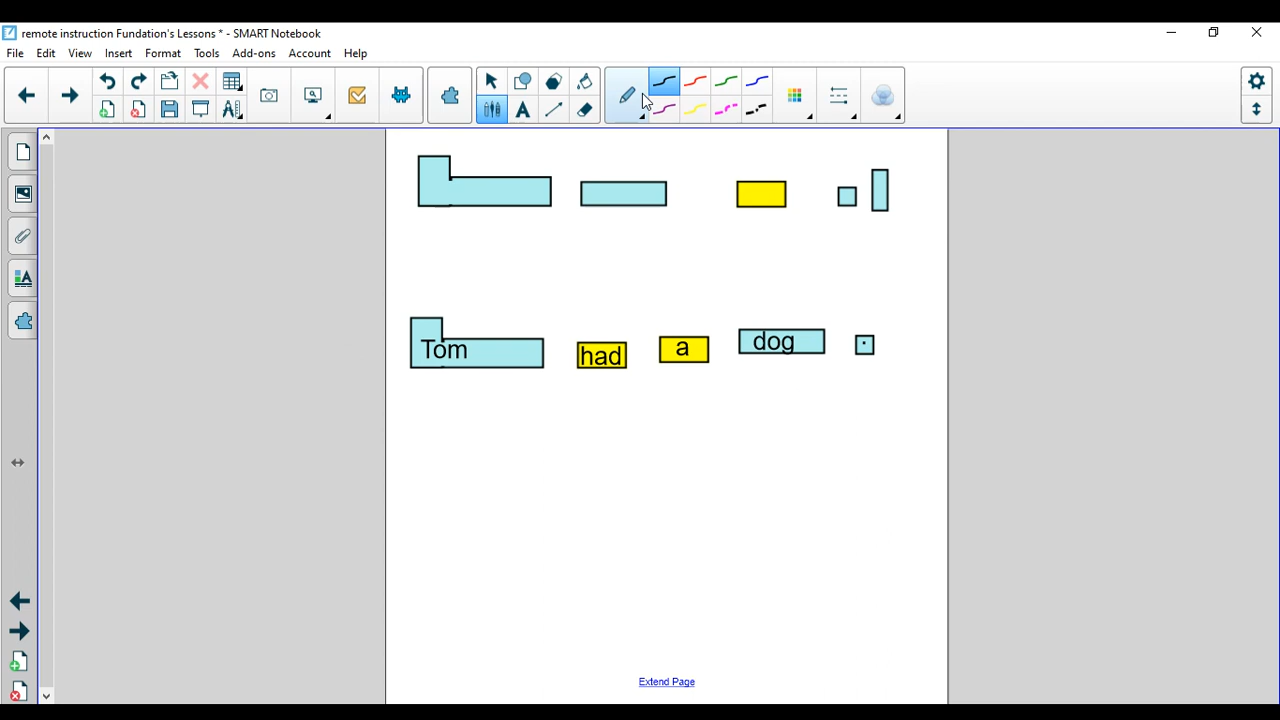 remote instruction Fundation's Lessons * - SMART Notebook
File Edit View Insert Format Tools Add-ons Account Help
A
Tom had a dog .
Extend Page